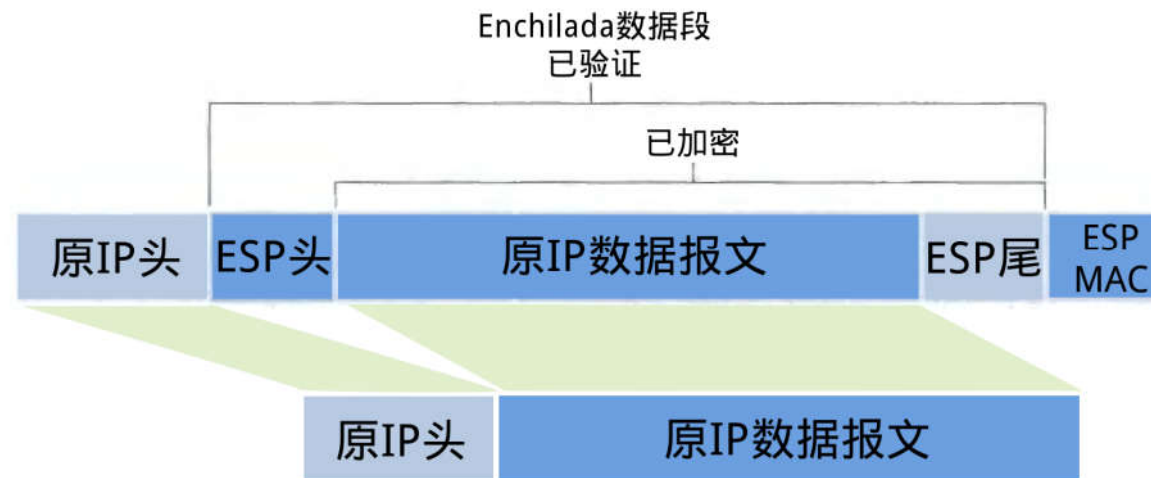 Enchilada数据段
已验证
已加密
原IP头
ESP头
原IP数据报文
ESP尾
ESP
MAC
原IP头
原IP数据报文